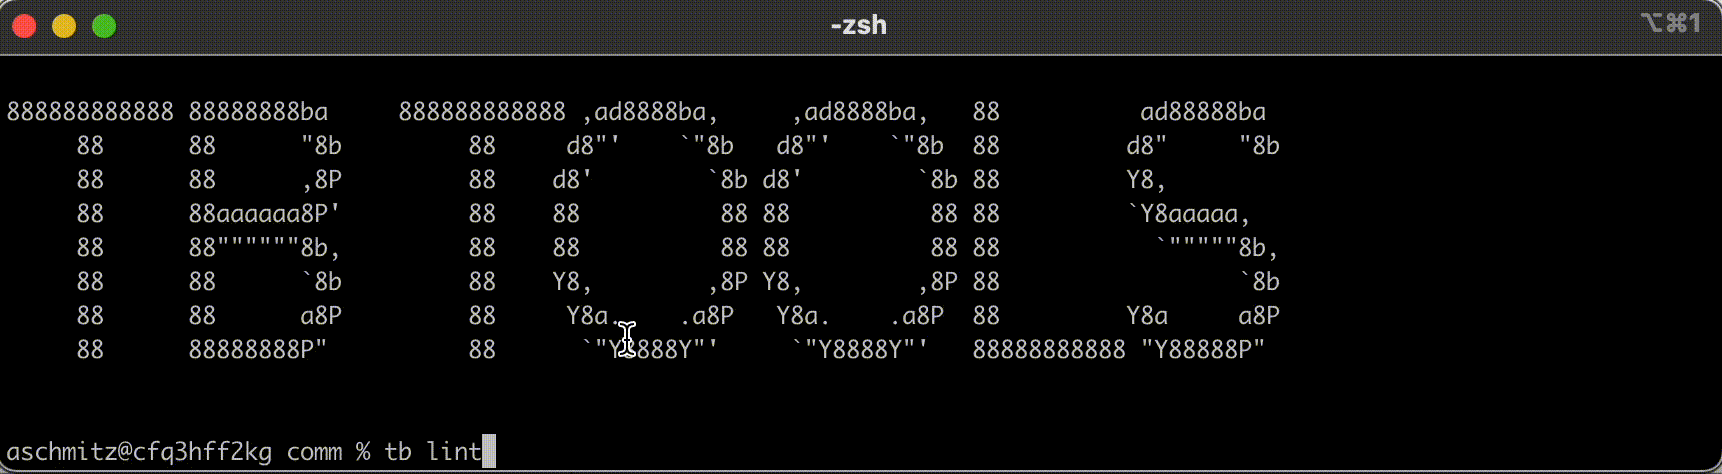 -zsh
⌥⌘1
888888888888 88888888ba     888888888888 ,ad8888ba,     ,ad8888ba,   88          ad88888ba
     88      88      "8b         88     d8"'    `"8b   d8"'    `"8b  88         d8"     "8b
     88      88      ,8P         88    d8'        `8b d8'        `8b 88         Y8,
     88      88aaaaaa8P'         88    88          88 88          88 88         `Y8aaaaa,
     88      88""""""8b,         88    88          88 88          88 88           `"""""8b,
     88      88      `8b         88    Y8,        ,8P Y8,        ,8P 88                 `8b
     88      88      a8P         88     Y8a.    .a8P   Y8a.    .a8P  88         Y8a     a8P
     88      88888888P"          88      `"Y8888Y"'     `"Y8888Y"'   88888888888 "Y88888P"
aschmitz@cfq3hff2kg comm % tb lint